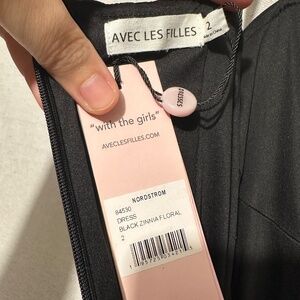 AVEC LES FILLES
2
"with the girls"
AVECLESFILLES.COM
NORDSTROM
84530
DRESS
BLACK ZINNIA FLORAL
2